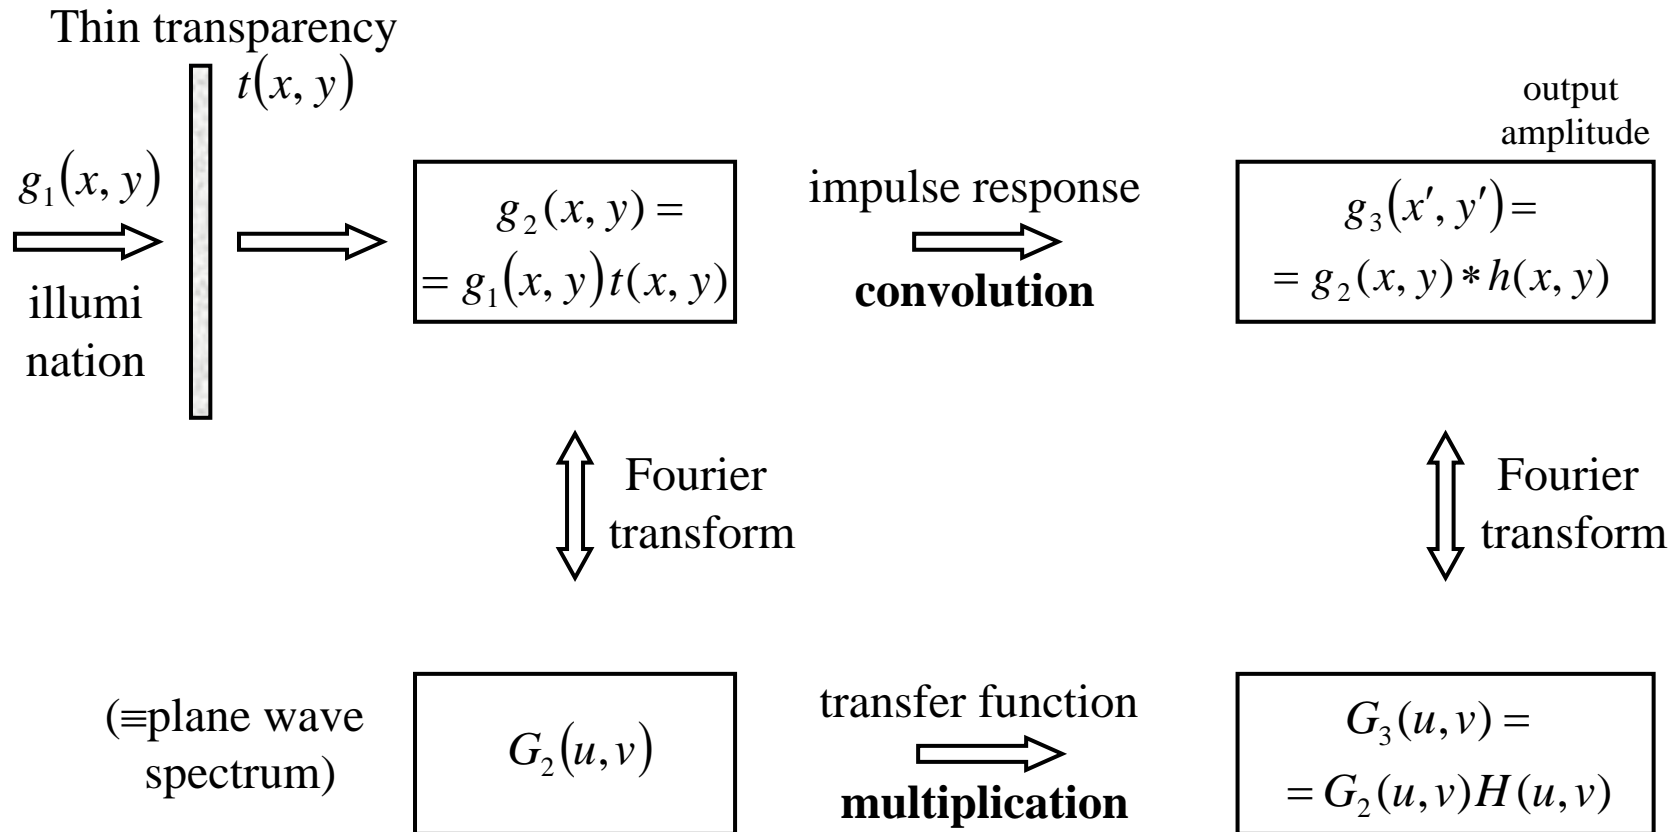 Thin transparency
t(x, y)
g₁(x, y)
illumi
nation
g₂(x, y) =
= g₁(x, y)t(x, y)
impulse response
convolution
output
amplitude
g₃(x′, y′) =
= g₂(x, y) * h(x, y)
Fourier
transform
Fourier
transform
(≡plane wave
spectrum)
G₂(u, v)
transfer function
multiplication
G₃(u, v) =
= G₂(u, v)H(u, v)